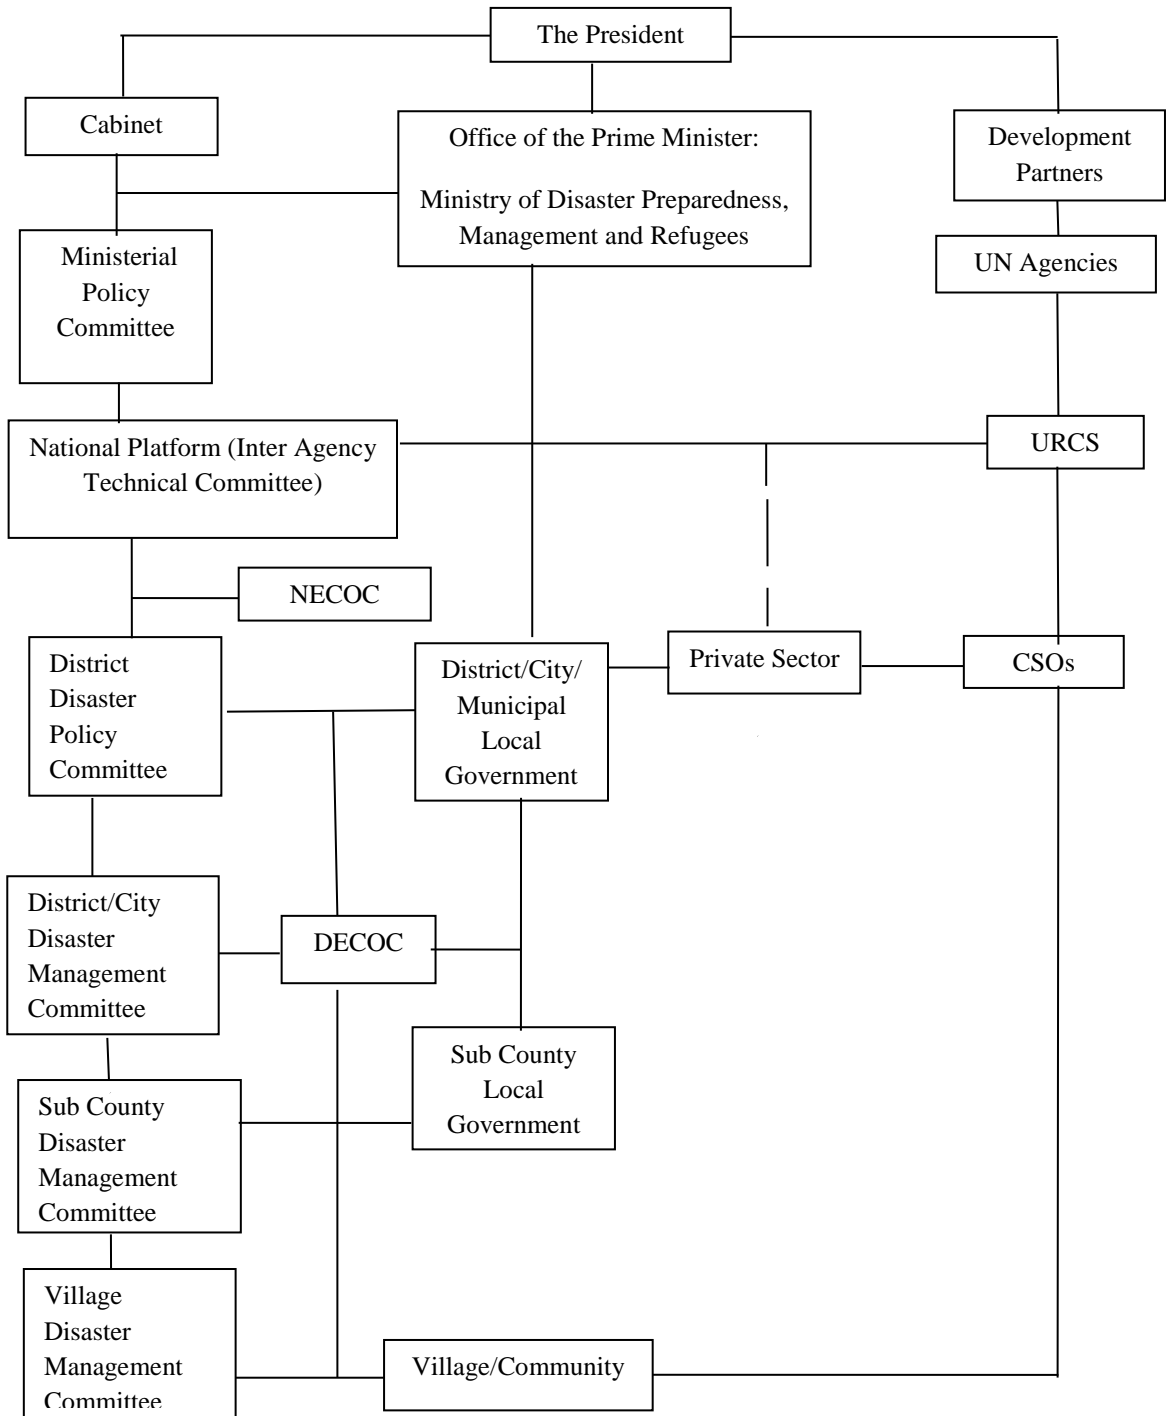 The President
Cabinet
Office of the Prime Minister:
Ministry of Disaster Preparedness,
Management and Refugees
Development
Partners
Ministerial
Policy
Committee
UN Agencies
National Platform (Inter Agency
Technical Committee)
URCS
NECOC
District
Disaster
Policy
Committee
District/City/
Municipal
Local
Government
Private Sector
CSOs
District/City
Disaster
Management
Committee
DECOC
Sub County
Local
Government
Sub County
Disaster
Management
Committee
Village
Disaster
Management
Committee
Village/Community